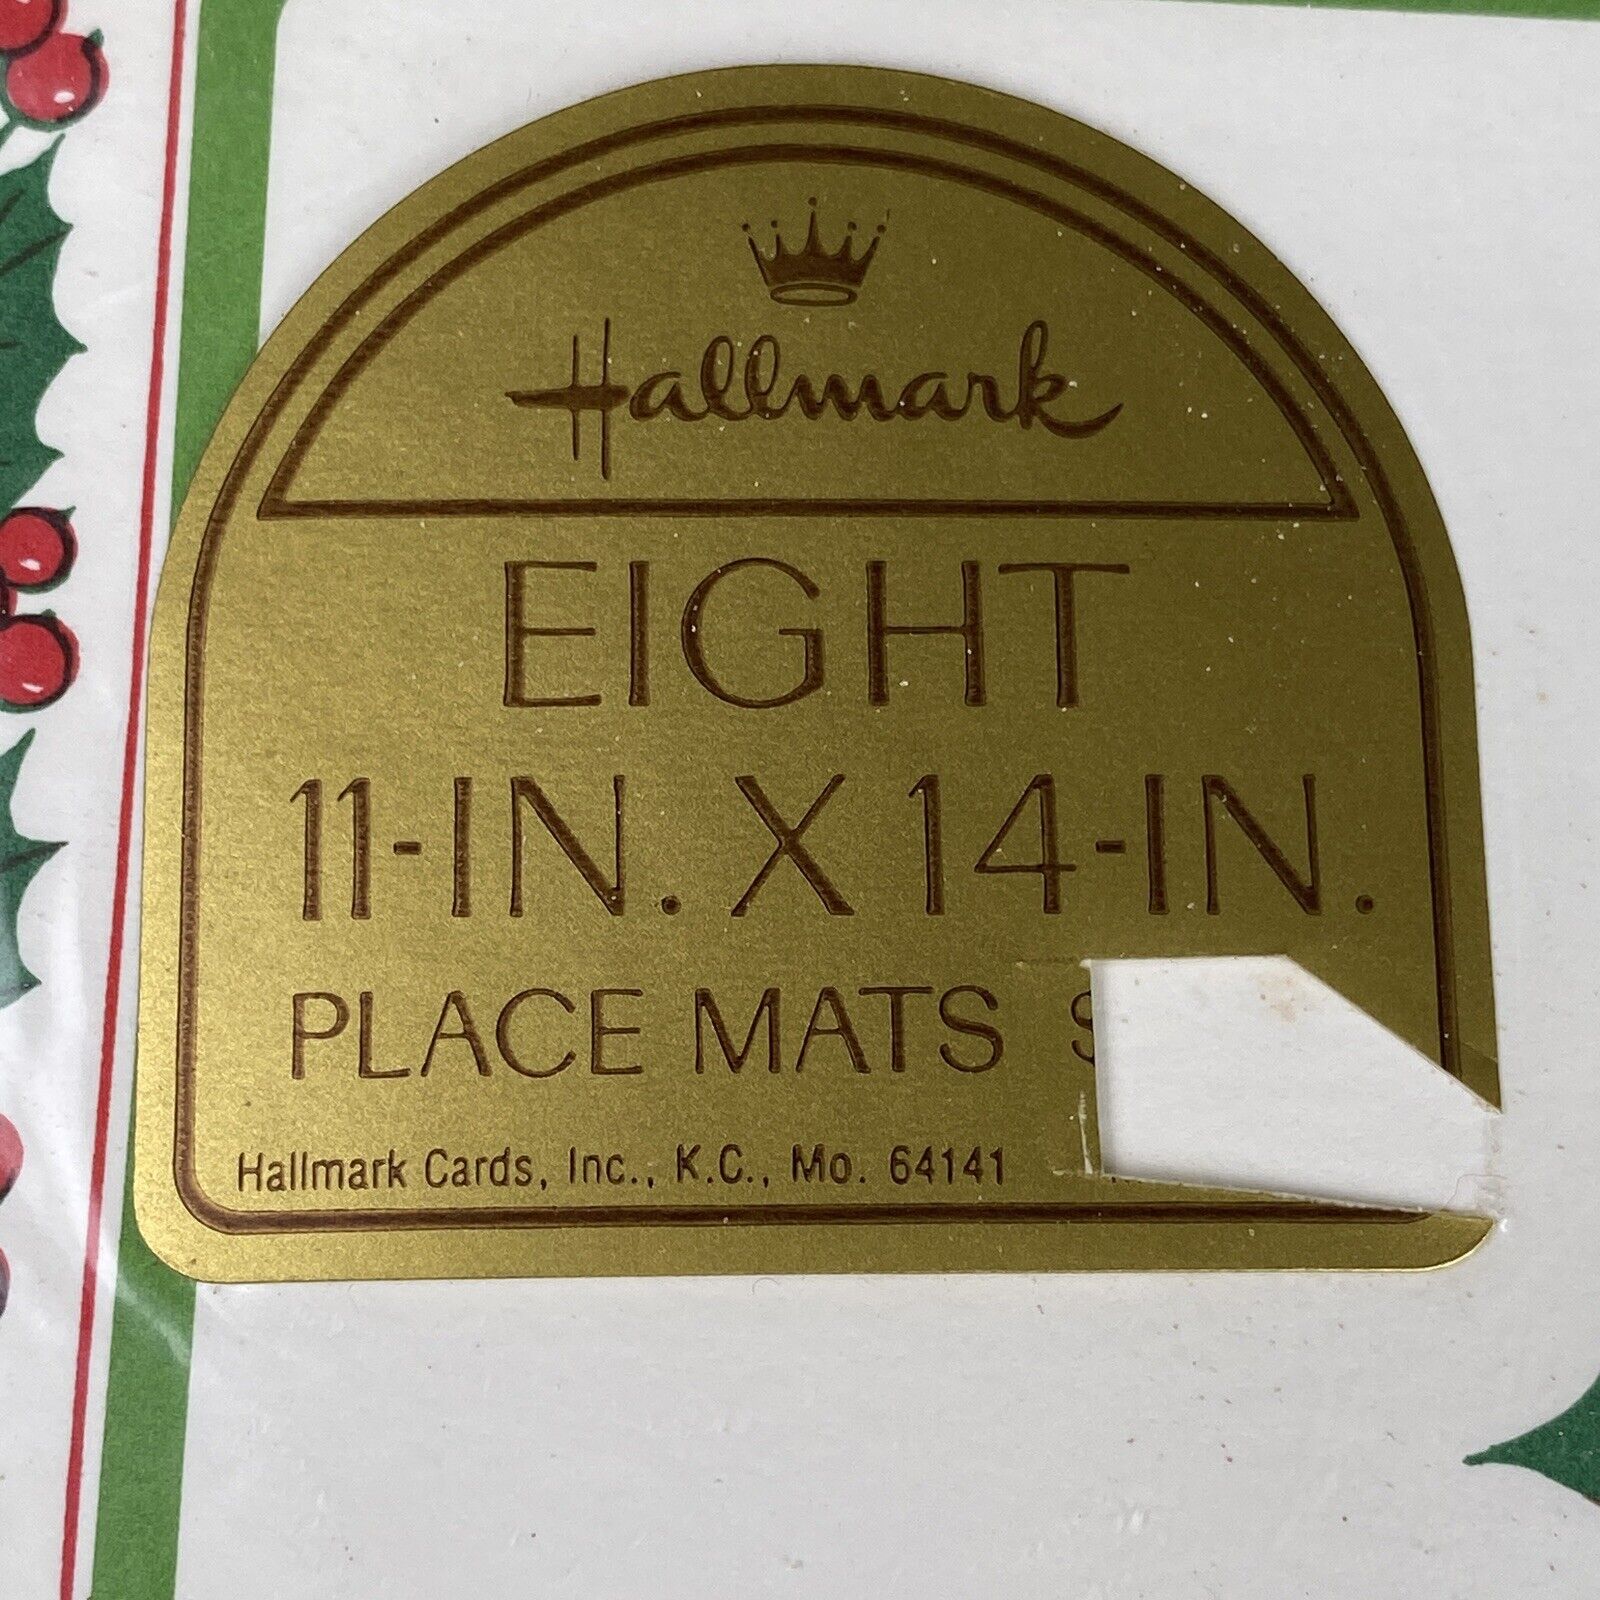 Hallmark
EIGHT
11-IN. X 14-IN.
PLACE MATS
Hallmark Cards, Inc., K.C., Mo. 64141